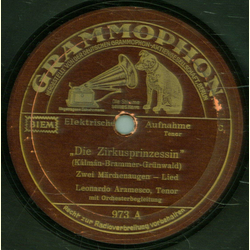 GRAMMOPHON
BIEM
Elektrische Aufnahme
Tenor
„Die Zirkusprinzessin"
(Kálmán-Brammer-Grünwald)
Zwei Märchenaugen – Lied
Leonardo Aramesco, Tenor
mit Orchesterbegleitung
973 A
Recht zur Radioverbreitung vorbehalten